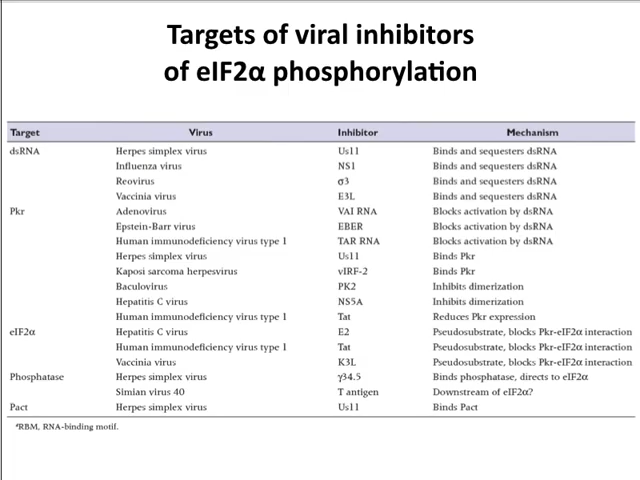 Targets of viral inhibitors
of eIF2α phosphorylation
Target Virus Inhibitor Mechanism
dsRNA Herpes simplex virus Us11 Binds and sequesters dsRNA
Influenza virus NS1 Binds and sequesters dsRNA
Reovirus σ3 Binds and sequesters dsRNA
Vaccinia virus E3L Binds and sequesters dsRNA
Pkr Adenovirus VAI RNA Blocks activation by dsRNA
Epstein-Barr virus EBER Blocks activation by dsRNA
Human immunodeficiency virus type 1 TAR RNA Blocks activation by dsRNA
Herpes simplex virus Us11 Binds Pkr
Kaposi sarcoma herpesvirus vIRF-2 Binds Pkr
Baculovirus PK2 Inhibits dimerization
Hepatitis C virus NS5A Inhibits dimerization
Human immunodeficiency virus type 1 Tat Reduces Pkr expression
eIF2α Hepatitis C virus E2 Pseudosubstrate, blocks Pkr-eIF2α interaction
Human immunodeficiency virus type 1 Tat Pseudosubstrate, blocks Pkr-eIF2α interaction
Vaccinia virus K3L Pseudosubstrate, blocks Pkr-eIF2α interaction
Phosphatase Herpes simplex virus γ34.5 Binds phosphatase, directs to eIF2α
Simian virus 40 T antigen Downstream of eIF2α?
Pact Herpes simplex virus Us11 Binds Pact
ᵃRBM, RNA-binding motif.